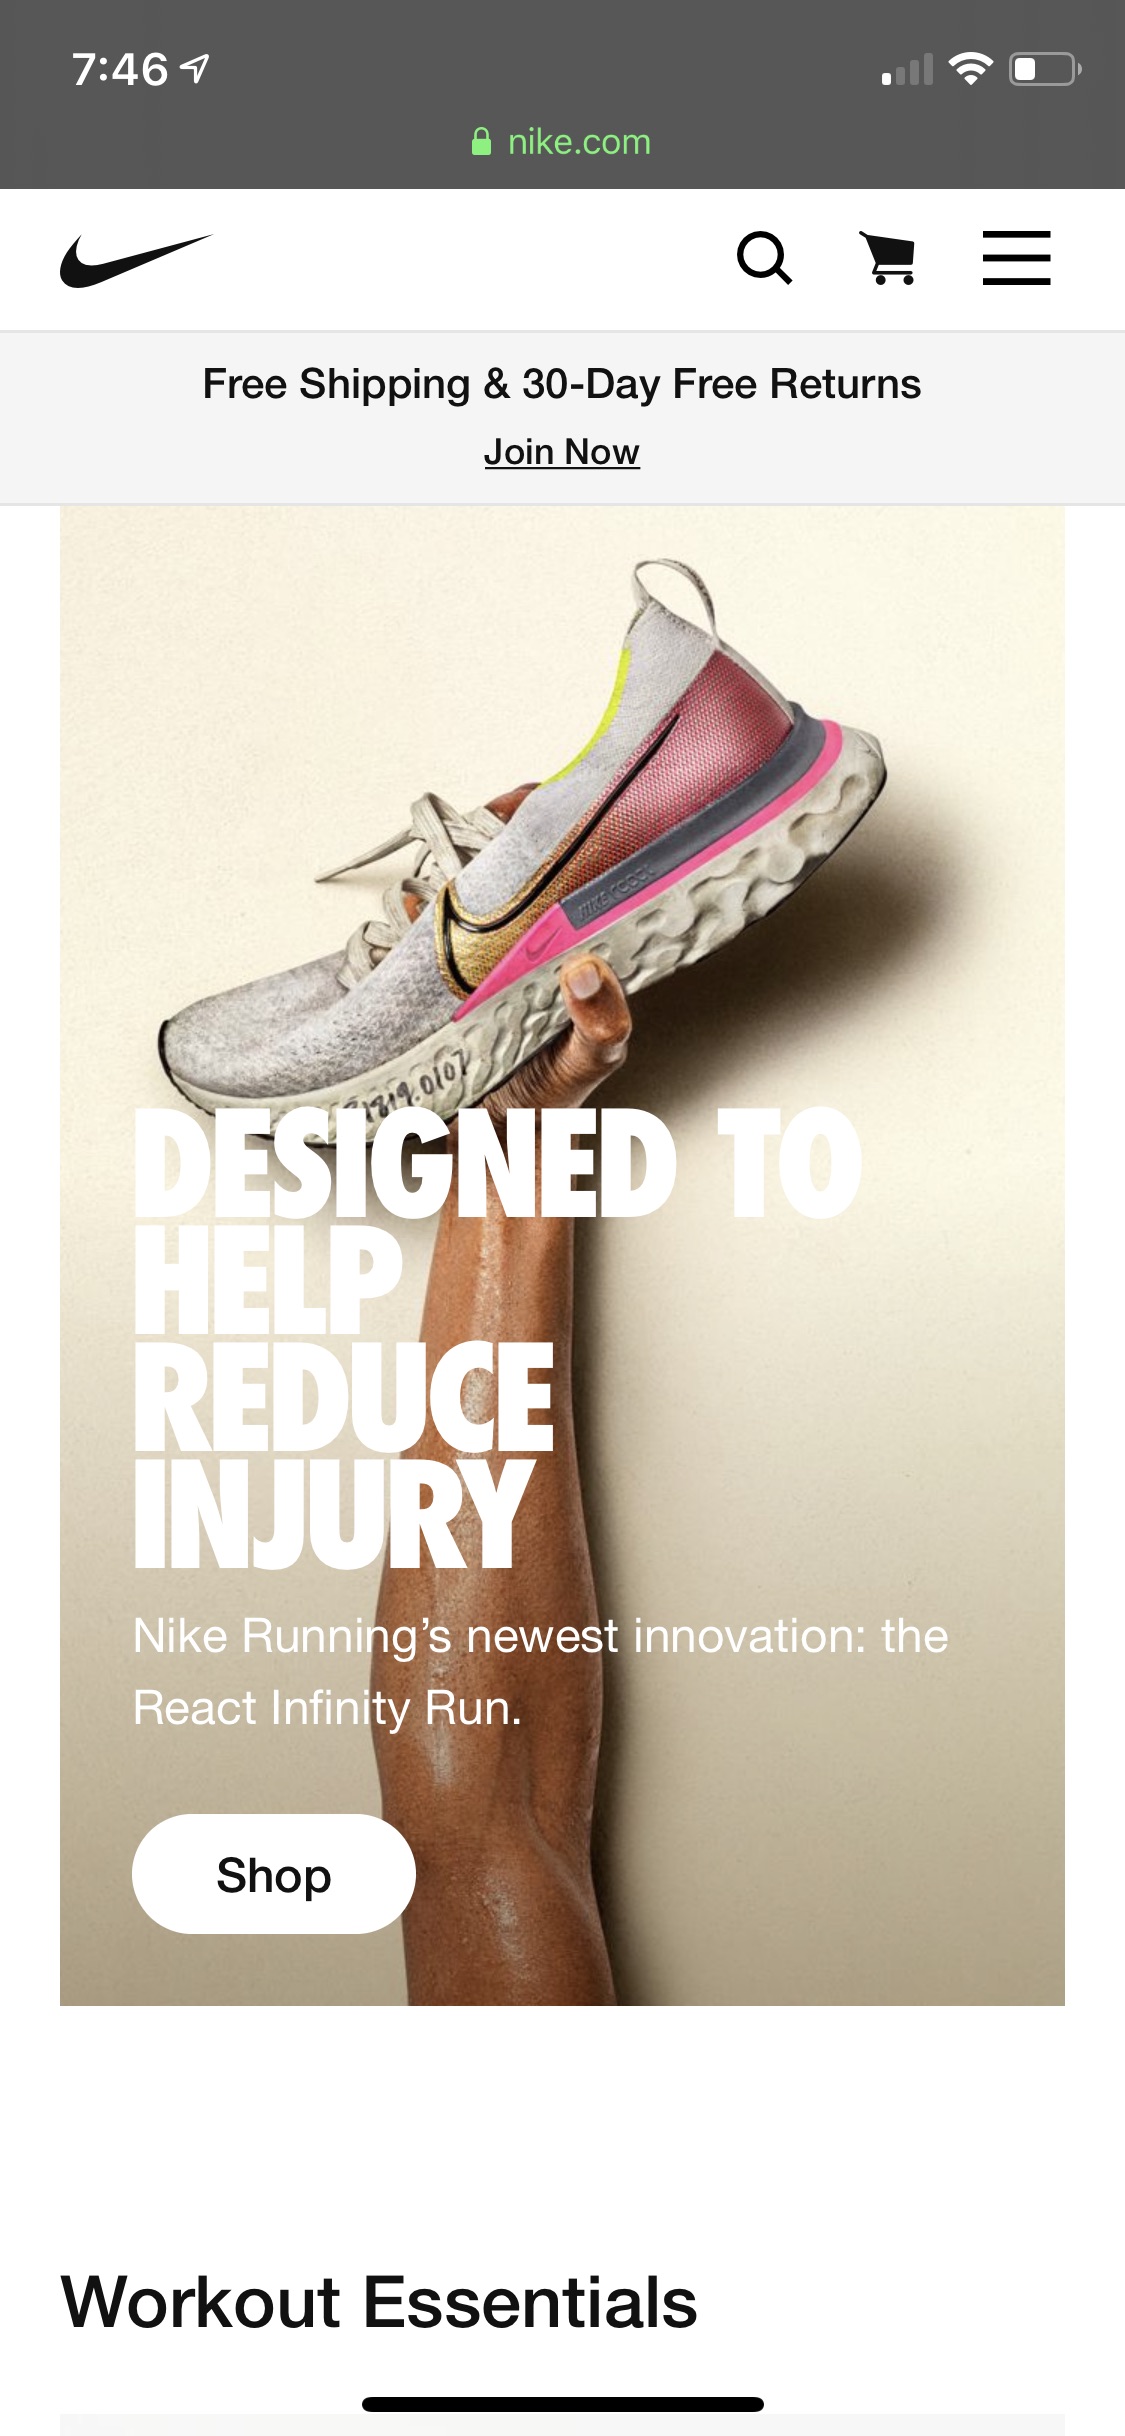 7:46
nike.com
Free Shipping & 30-Day Free Returns
Join Now
DESIGNED TO
HELP
REDUCE
INJURY
Nike Running’s newest innovation: the
React Infinity Run.
Shop
Workout Essentials